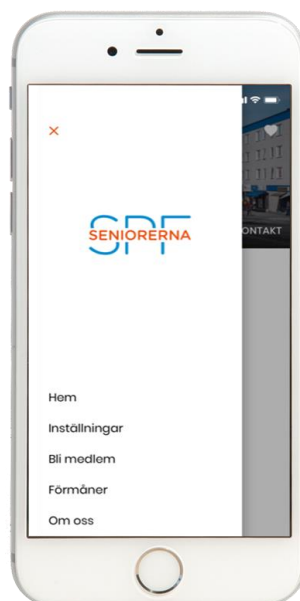 ×
SPF
SENIORERNA
ONTAKT
Hem
Inställningar
Bli medlem
Förmåner
Om oss